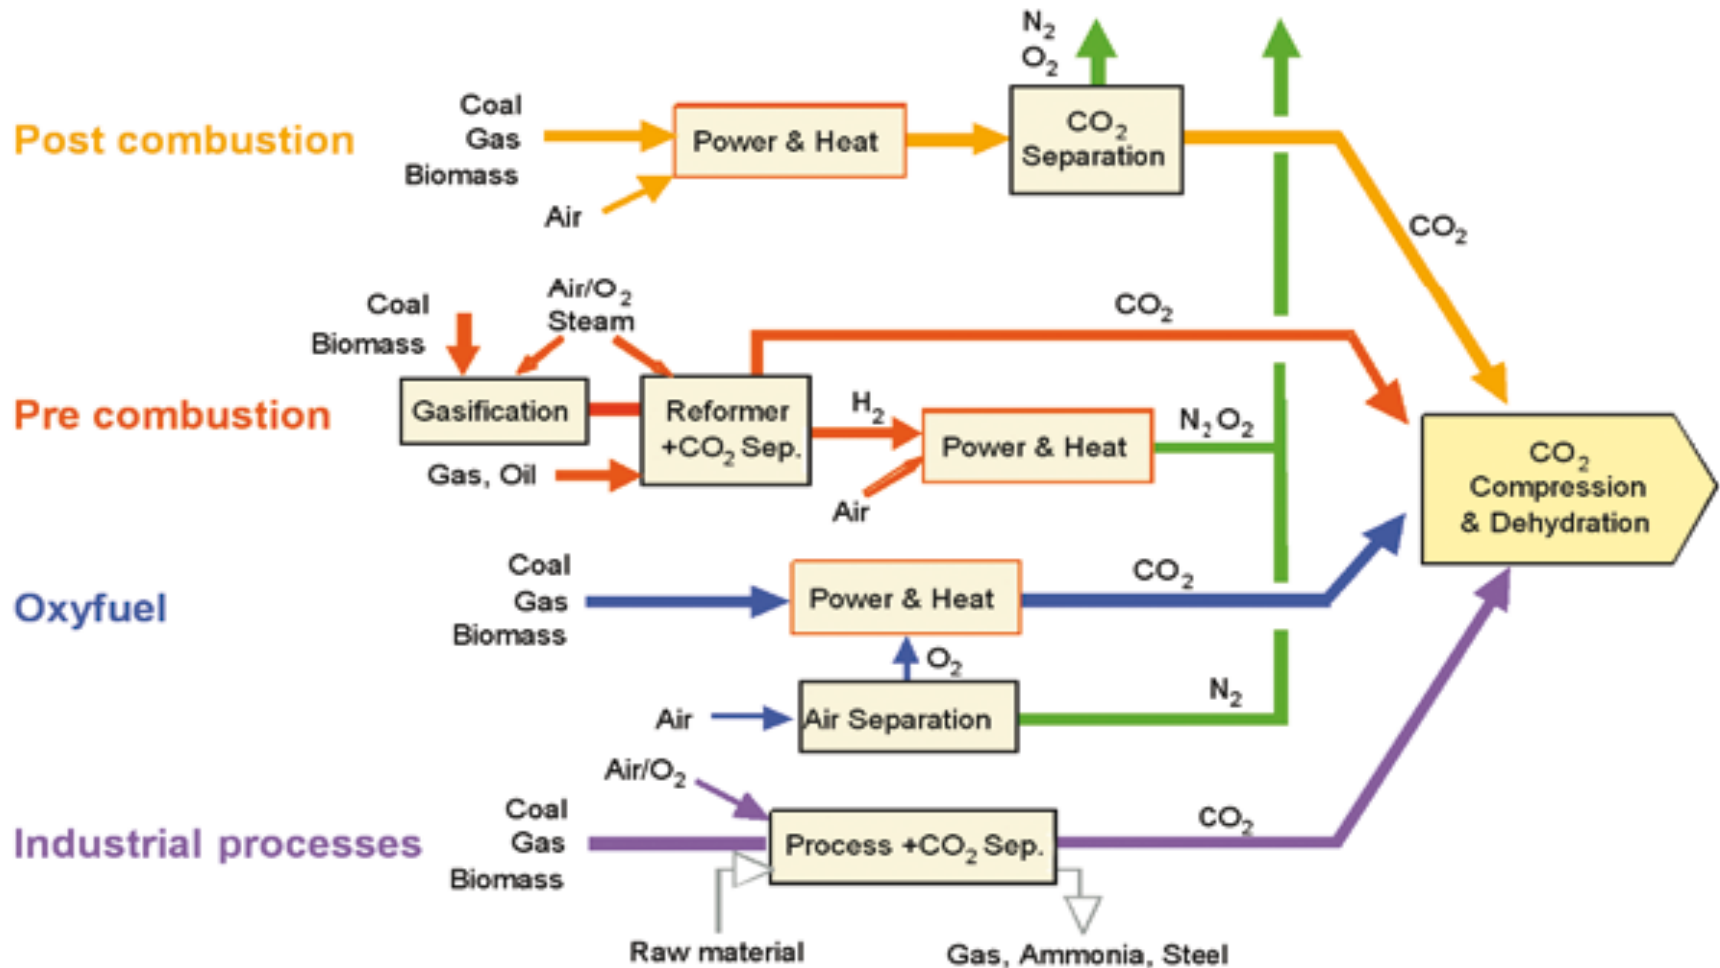 N₂
O₂
Post combustion
Coal
Gas
Biomass
Air
Power & Heat
CO₂
Separation
CO₂
Pre combustion
Coal
Biomass
Air/O₂
Steam
Gasification
Gas, Oil
Reformer
+CO₂ Sep.
CO₂
H₂
Air
Power & Heat
N₂O₂
CO₂
Compression
& Dehydration
Oxyfuel
Coal
Gas
Biomass
Power & Heat
CO₂
O₂
Air
Air Separation
N₂
Industrial processes
Air/O₂
Coal
Gas
Biomass
Process +CO₂ Sep.
CO₂
Raw material
Gas, Ammonia, Steel